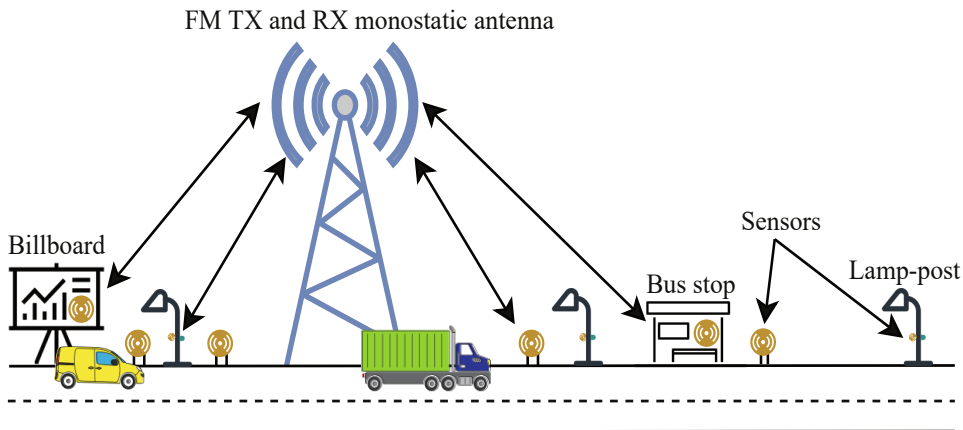 FM TX and RX monostatic antenna
Billboard
Sensors
Bus stop
Lamp-post